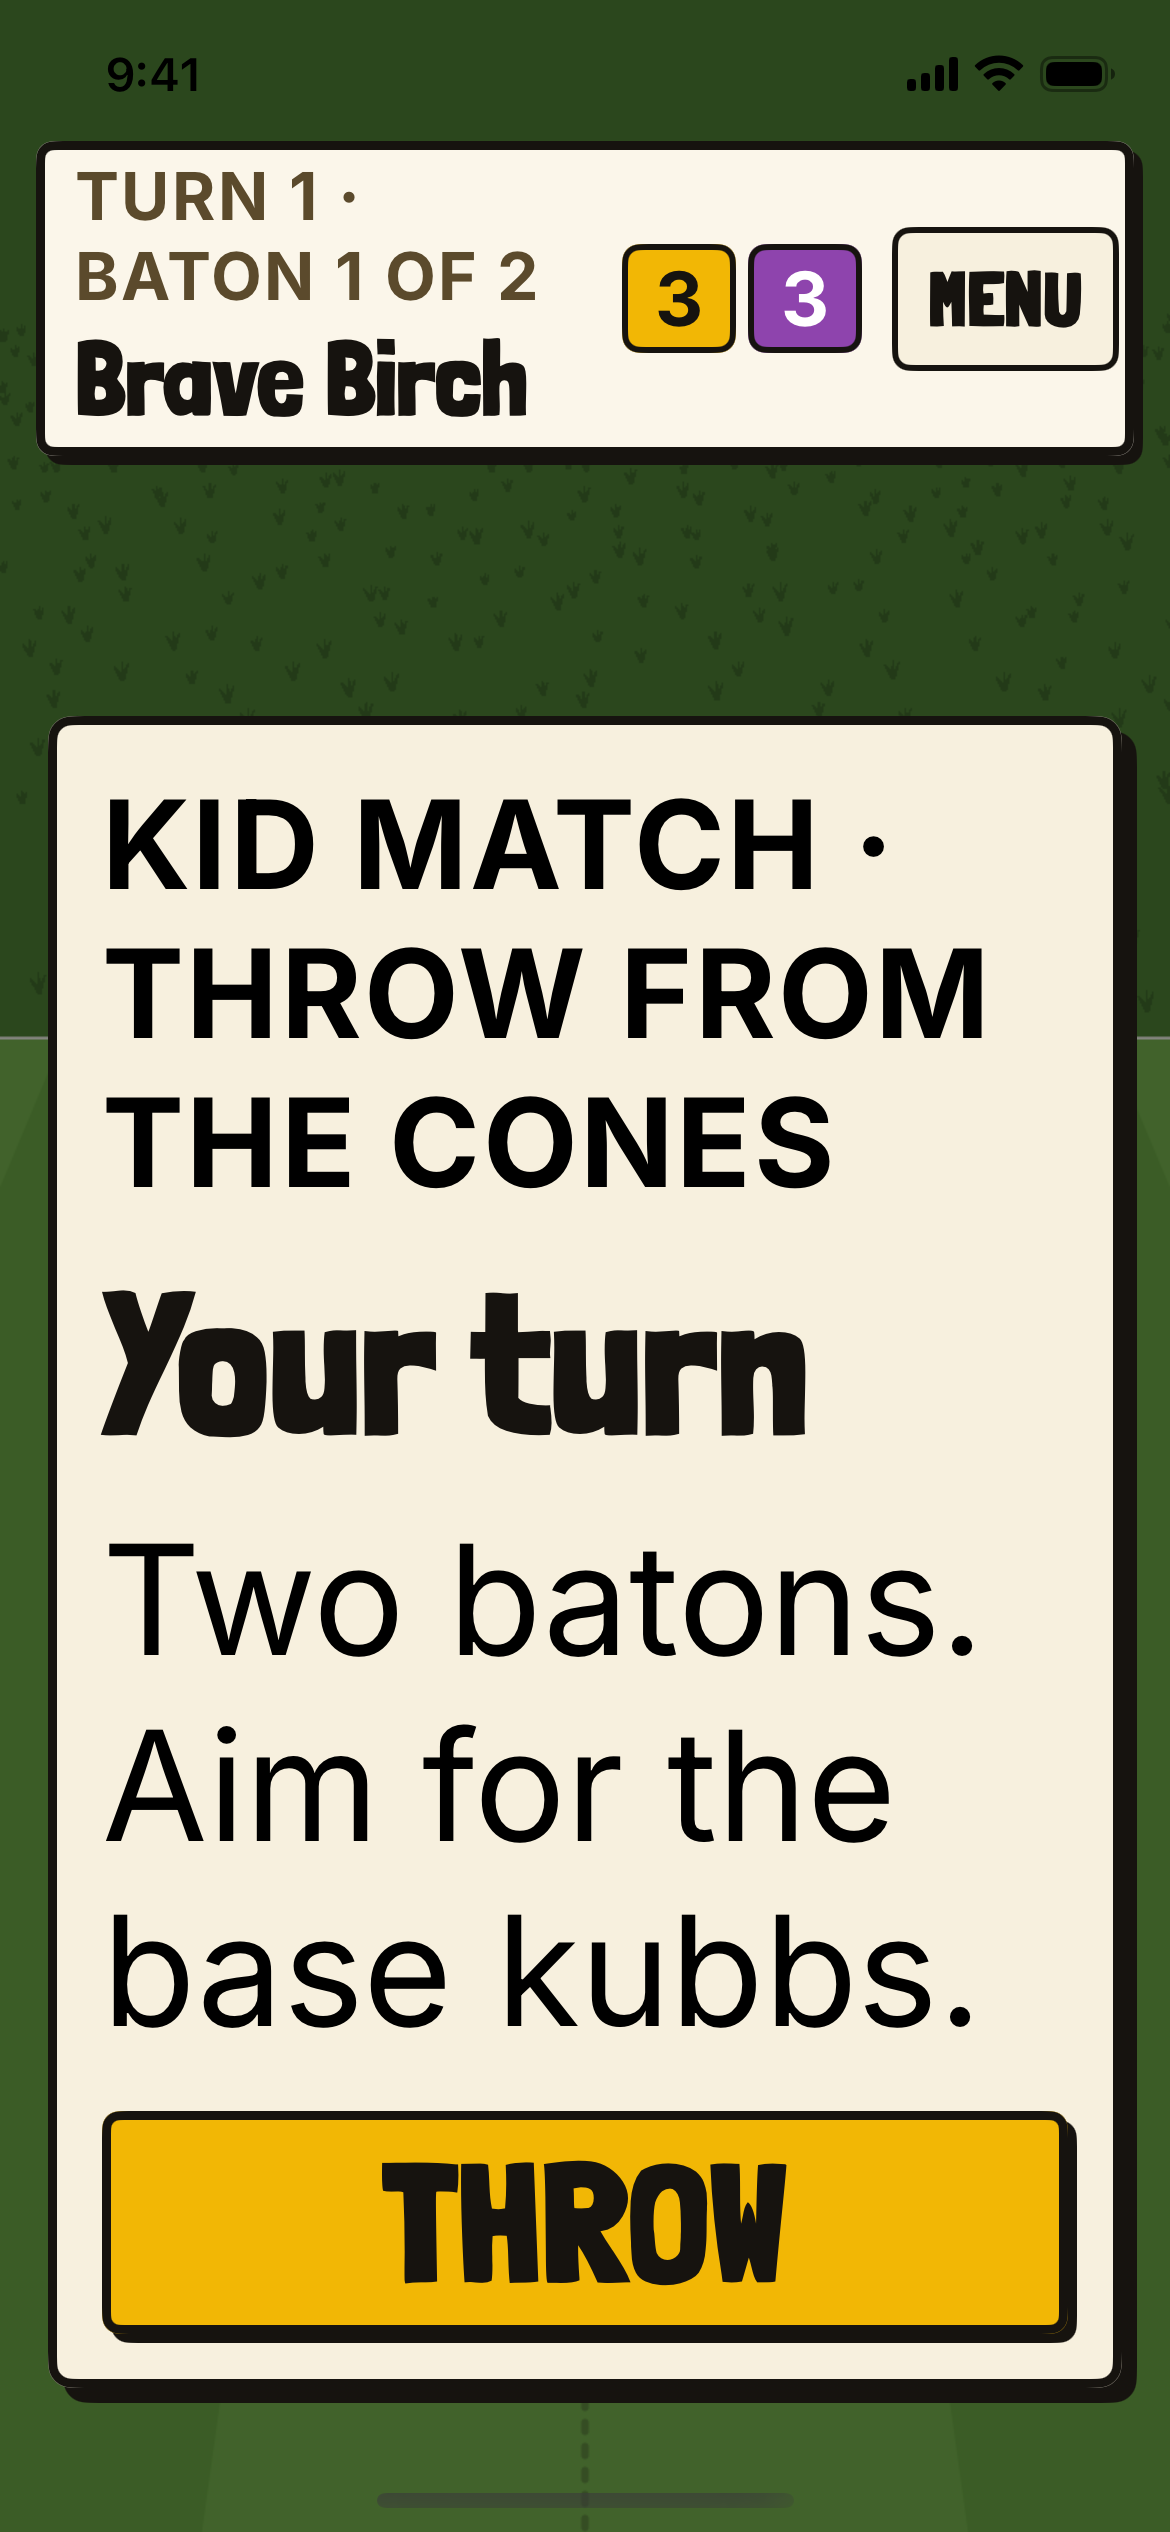 9:41
TURN 1 ·
BATON 1 OF 2
Brave Birch
3 3 MENU
KID MATCH ·
THROW FROM
THE CONES
Your turn
Two batons.
Aim for the
base kubbs.
THROW